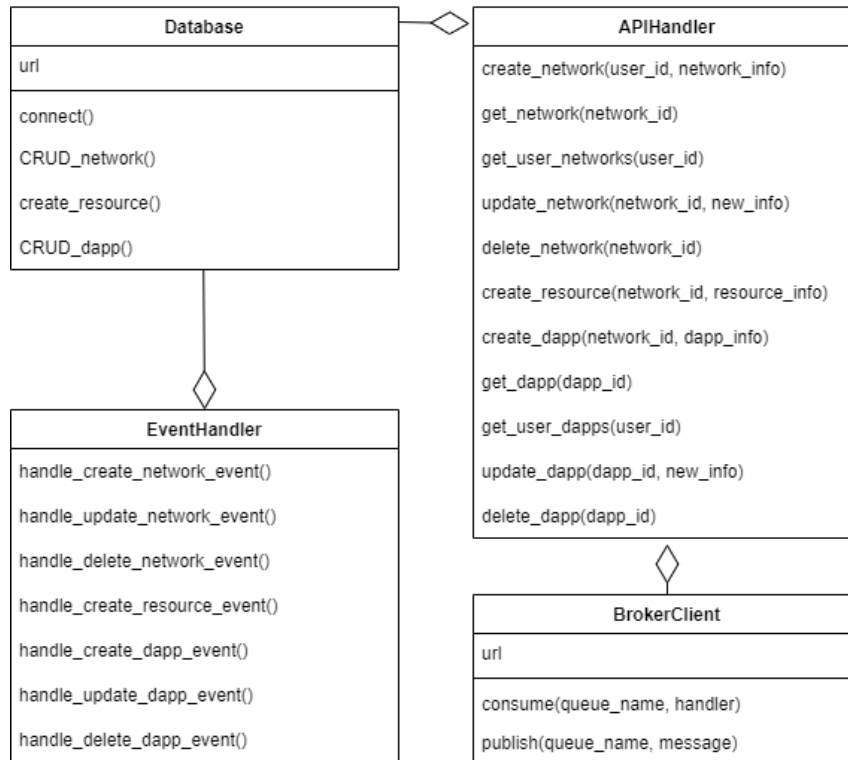 Database
url
connect()
CRUD_network()
create_resource()
CRUD_dapp()
APIHandler
create_network(user_id, network_info)
get_network(network_id)
get_user_networks(user_id)
update_network(network_id, new_info)
delete_network(network_id)
create_resource(network_id, resource_info)
create_dapp(network_id, dapp_info)
get_dapp(dapp_id)
get_user_dapps(user_id)
update_dapp(dapp_id, new_info)
delete_dapp(dapp_id)
EventHandler
handle_create_network_event()
handle_update_network_event()
handle_delete_network_event()
handle_create_resource_event()
handle_create_dapp_event()
handle_update_dapp_event()
handle_delete_dapp_event()
BrokerClient
url
consume(queue_name, handler)
publish(queue_name, message)